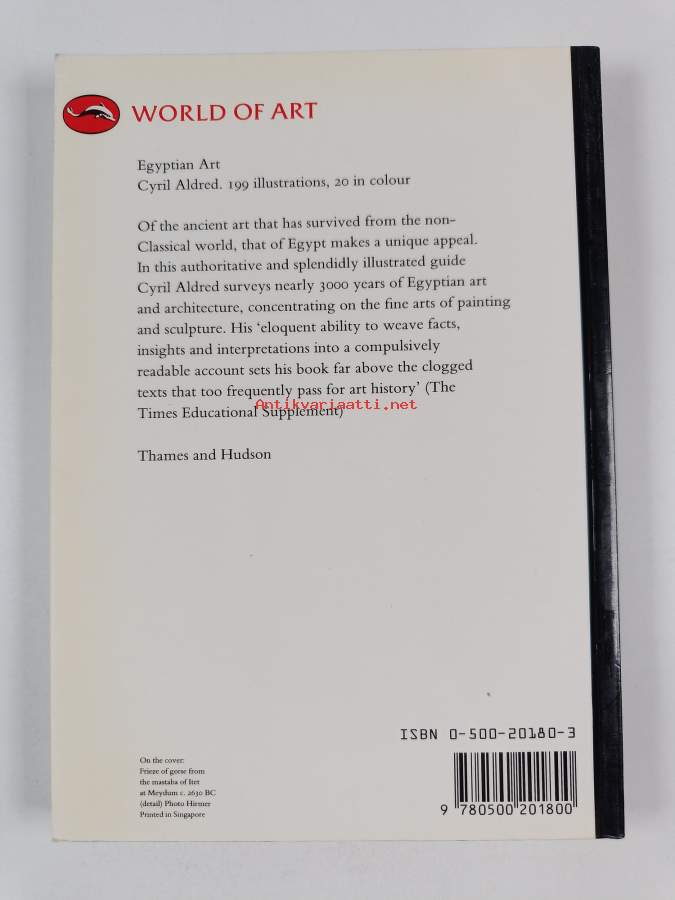 WORLD OF ART
Egyptian Art
Cyril Aldred. 199 illustrations, 20 in colour
Of the ancient art that has survived from the non-
Classical world, that of Egypt makes a unique appeal.
In this authoritative and splendidly illustrated guide
Cyril Aldred surveys nearly 3000 years of Egyptian art
and architecture, concentrating on the fine arts of painting
and sculpture. His ‘eloquent ability to weave facts,
insights and interpretations into a compulsively
readable account sets his book far above the clogged
texts that too frequently pass for art history’ (The
Antikvariaatti.net
Times Educational Supplement)
Thames and Hudson
ISBN 0-500-20180-3
On the cover:
Frieze of geese from
the mastaba of Itet
at Meydum c. 2630 BC
(detail) Photo Hirmer
Printed in Singapore
9 780500 201800